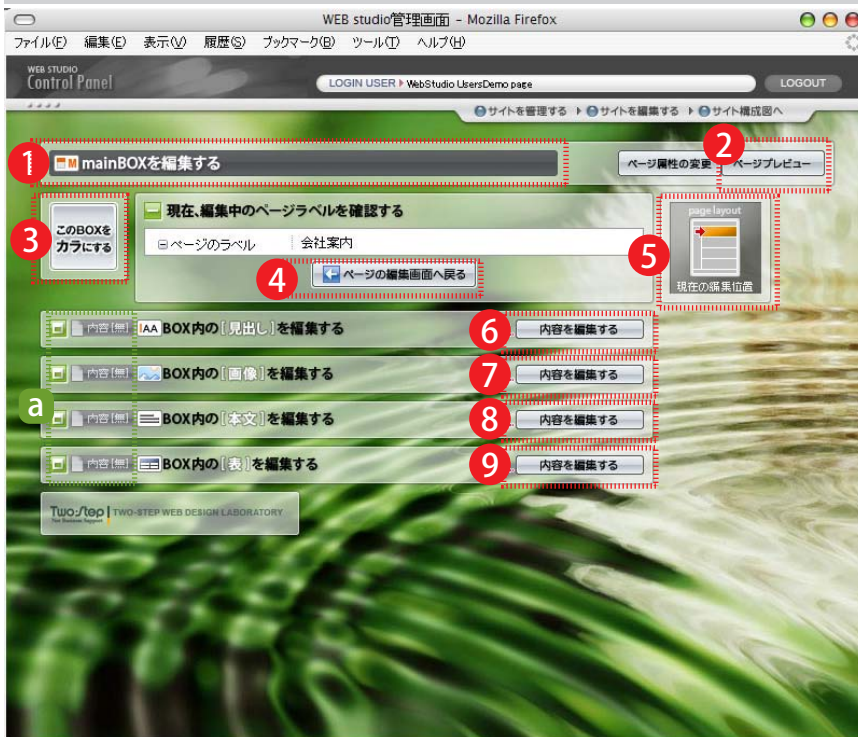 WEB studio管理画面 - Mozilla Firefox
ファイル(F) 編集(E) 表示(V) 履歴(S) ブックマーク(B) ツール(T) ヘルプ(H)
WEB STUDIO
Control Panel
LOGIN USER WebStudio UsersDemo page
LOGOUT
サイトを管理する サイトを編集する サイト構成図へ
1 M mainBOXを編集する
ページ属性の変更
2 ページプレビュー
3 このBOXを
カラにする
現在、編集中のページラベルを確認する
ページのラベル 会社案内
4 ページの編集画面へ戻る
5 page layout
現在の編集位置
内容[無] AA BOX内の[見出し]を編集する 6 内容を編集する
内容[無] BOX内の[画像]を編集する 7 内容を編集する
a
内容[無] BOX内の[本文]を編集する 8 内容を編集する
内容[無] BOX内の[表]を編集する 9 内容を編集する
Two:/tep TWO-STEP WEB DESIGN LABORATORY